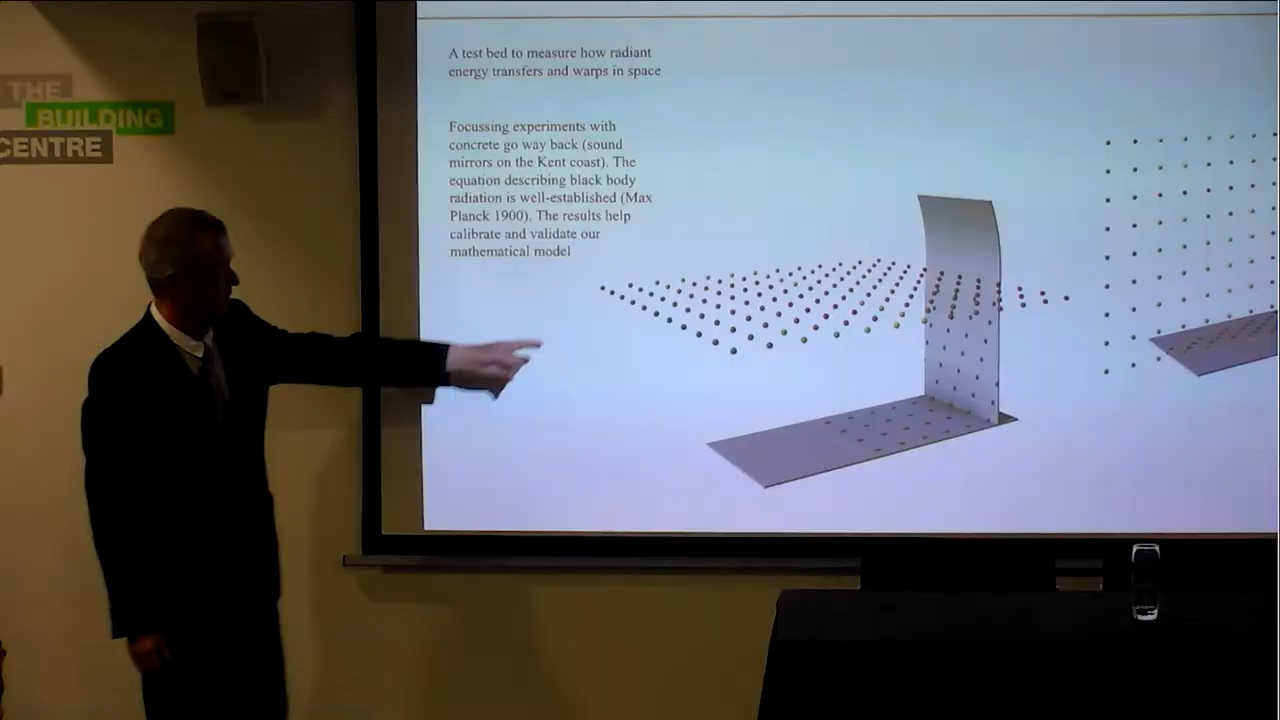 THE
BUILDING
CENTRE
A test bed to measure how radiant
energy transfers and warps in space
Focussing experiments with
concrete go way back (sound
mirrors on the Kent coast). The
equation describing black body
radiation is well-established (Max
Planck 1900). The results help
calibrate and validate our
mathematical model